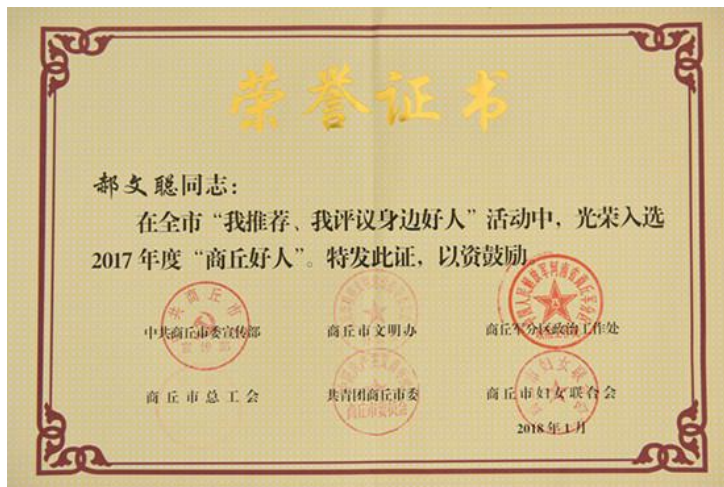 荣誉证书
郝文聪同志：
在全市“我推荐、我评议身边好人”活动中，光荣入选
2017年度“商丘好人”。特发此证，以资鼓励。
中共商丘市委宣传部 商丘市文明办 商丘军分区政治工作处
商丘市总工会 共青团商丘市委 商丘市妇女联合会
2018年1月